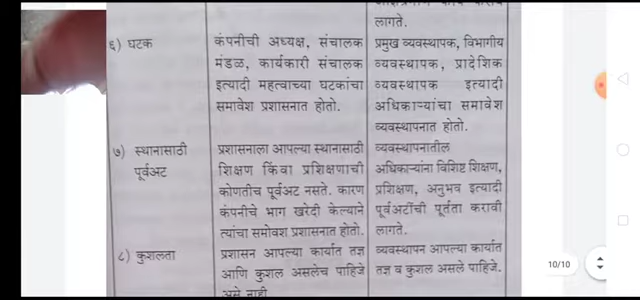 लागते.
६) घटक
कंपनीची अध्यक्ष, संचालक
मंडळ, कार्यकारी संचालक
इत्यादी महत्वाच्या घटकांचा
समावेश प्रशासनात होतो.
प्रमुख व्यवस्थापक, विभागीय
व्यवस्थापक, प्रादेशिक
व्यवस्थापक इत्यादी
अधिकाऱ्यांचा समावेश
व्यवस्थापनात होतो.
७) स्थानासाठी
पूर्वअट
प्रशासनाला आपल्या स्थानासाठी
शिक्षण किंवा प्रशिक्षणाची
कोणतीच पूर्वअट नसते. कारण
कंपनीचे भाग खरेदी केल्याने
त्यांचा समोवश प्रशासनात होतो.
व्यवस्थापनातील
अधिकाऱ्यांना विशिष्ट शिक्षण,
प्रशिक्षण, अनुभव इत्यादी
पूर्वअटींची पूर्तता करावी
लागते.
८) कुशलता
प्रशासन आपल्या कार्यात तज्ञ
आणि कुशल असलेच पाहिजे
असे नाही
व्यवस्थापन आपल्या कार्यात
तज्ञ व कुशल असले पाहिजे.
10/10